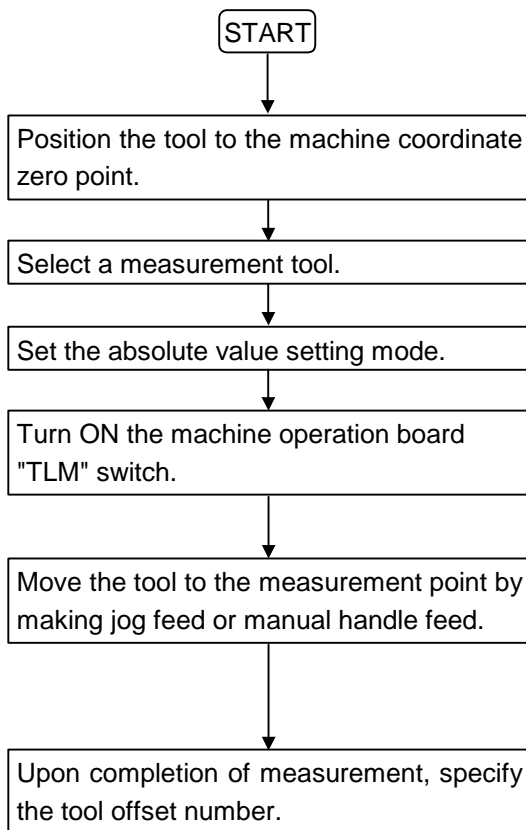 START
Position the tool to the machine coordinate
zero point.
Select a measurement tool.
Set the absolute value setting mode.
Turn ON the machine operation board
"TLM" switch.
Move the tool to the measurement point by
making jog feed or manual handle feed.
Upon completion of measurement, specify
the tool offset number.